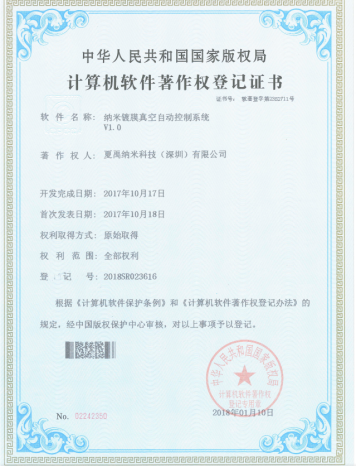 中华人民共和国国家版权局
计算机软件著作权登记证书
证书号： 软著登字第2352711号
软件名称： 纳米镀膜真空自动控制系统
V1.0
著作权人： 夏禹纳米科技（深圳）有限公司
开发完成日期： 2017年10月17日
首次发表日期： 2017年10月18日
权利取得方式： 原始取得
权利范围： 全部权利
登记号： 2018SR023616
根据《计算机软件保护条例》和《计算机软件著作权登记办法》的
规定，经中国版权保护中心审核，对以上事项予以登记。
中华人民共和国国家版权局
计算机软件著作权
登记专用章
2018年01月10日
No. 02242350